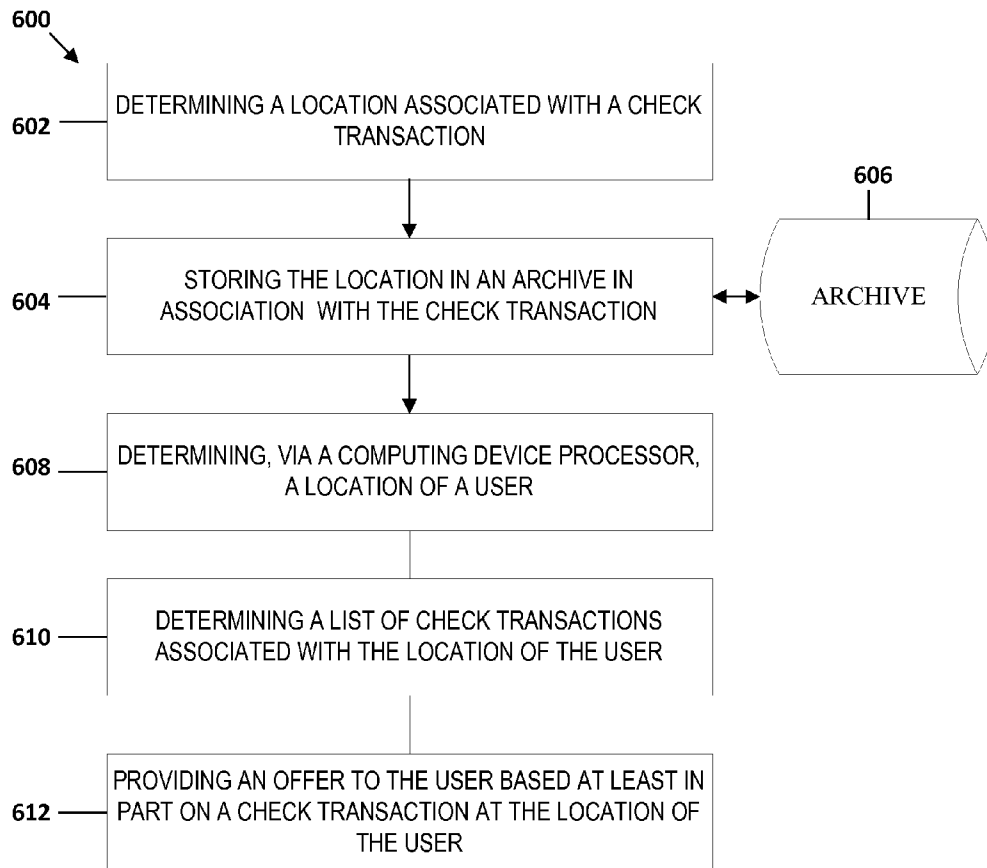 600
602
DETERMINING A LOCATION ASSOCIATED WITH A CHECK
TRANSACTION
606
604
STORING THE LOCATION IN AN ARCHIVE IN
ASSOCIATION WITH THE CHECK TRANSACTION
ARCHIVE
608
DETERMINING, VIA A COMPUTING DEVICE PROCESSOR,
A LOCATION OF A USER
610
DETERMINING A LIST OF CHECK TRANSACTIONS
ASSOCIATED WITH THE LOCATION OF THE USER
612
PROVIDING AN OFFER TO THE USER BASED AT LEAST IN
PART ON A CHECK TRANSACTION AT THE LOCATION OF
THE USER